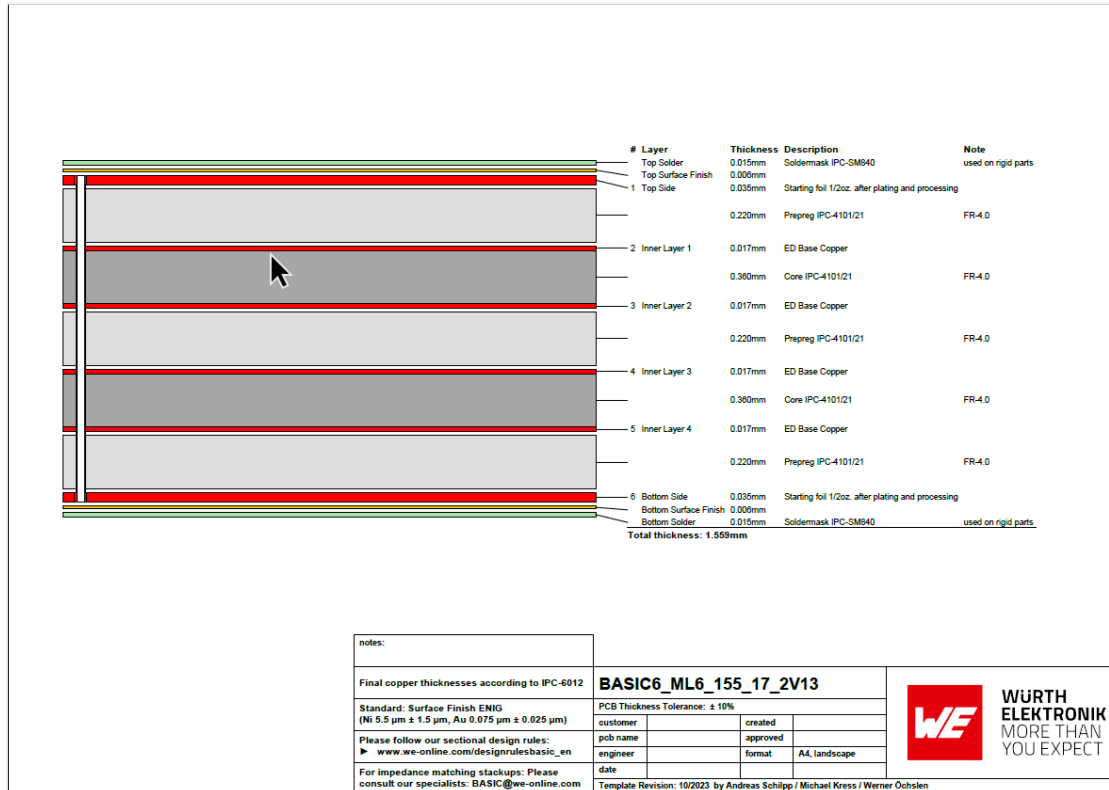 # Layer Thickness Description Note
Top Solder 0.015mm Soldermask IPC-SM840 used on rigid parts
Top Surface Finish 0.006mm
1 Top Side 0.035mm Starting foil 1/2oz. after plating and processing
0.220mm Prepreg IPC-4101/21 FR-4.0
2 Inner Layer 1 0.017mm ED Base Copper
0.360mm Core IPC-4101/21 FR-4.0
3 Inner Layer 2 0.017mm ED Base Copper
0.220mm Prepreg IPC-4101/21 FR-4.0
4 Inner Layer 3 0.017mm ED Base Copper
0.360mm Core IPC-4101/21 FR-4.0
5 Inner Layer 4 0.017mm ED Base Copper
0.220mm Prepreg IPC-4101/21 FR-4.0
6 Bottom Side 0.035mm Starting foil 1/2oz. after plating and processing
Bottom Surface Finish 0.006mm
Bottom Solder 0.015mm Soldermask IPC-SM840 used on rigid parts
Total thickness: 1.559mm
notes:
Final copper thicknesses according to IPC-6012
Standard: Surface Finish ENIG
(Ni 5.5 µm ± 1.5 µm, Au 0.075 µm ± 0.025 µm)
Please follow our sectional design rules:
► www.we-online.com/designrulesbasic_en
For impedance matching stackups: Please
consult our specialists: BASIC@we-online.com
BASIC6_ML6_155_17_2V13
PCB Thickness Tolerance: ± 10%
customer created
pcb name approved
engineer format A4, landscape
date
Template Revision: 10/2023 by Andreas Schilpp / Michael Kress / Werner Öchslen
WE
WÜRTH
ELEKTRONIK
MORE THAN
YOU EXPECT